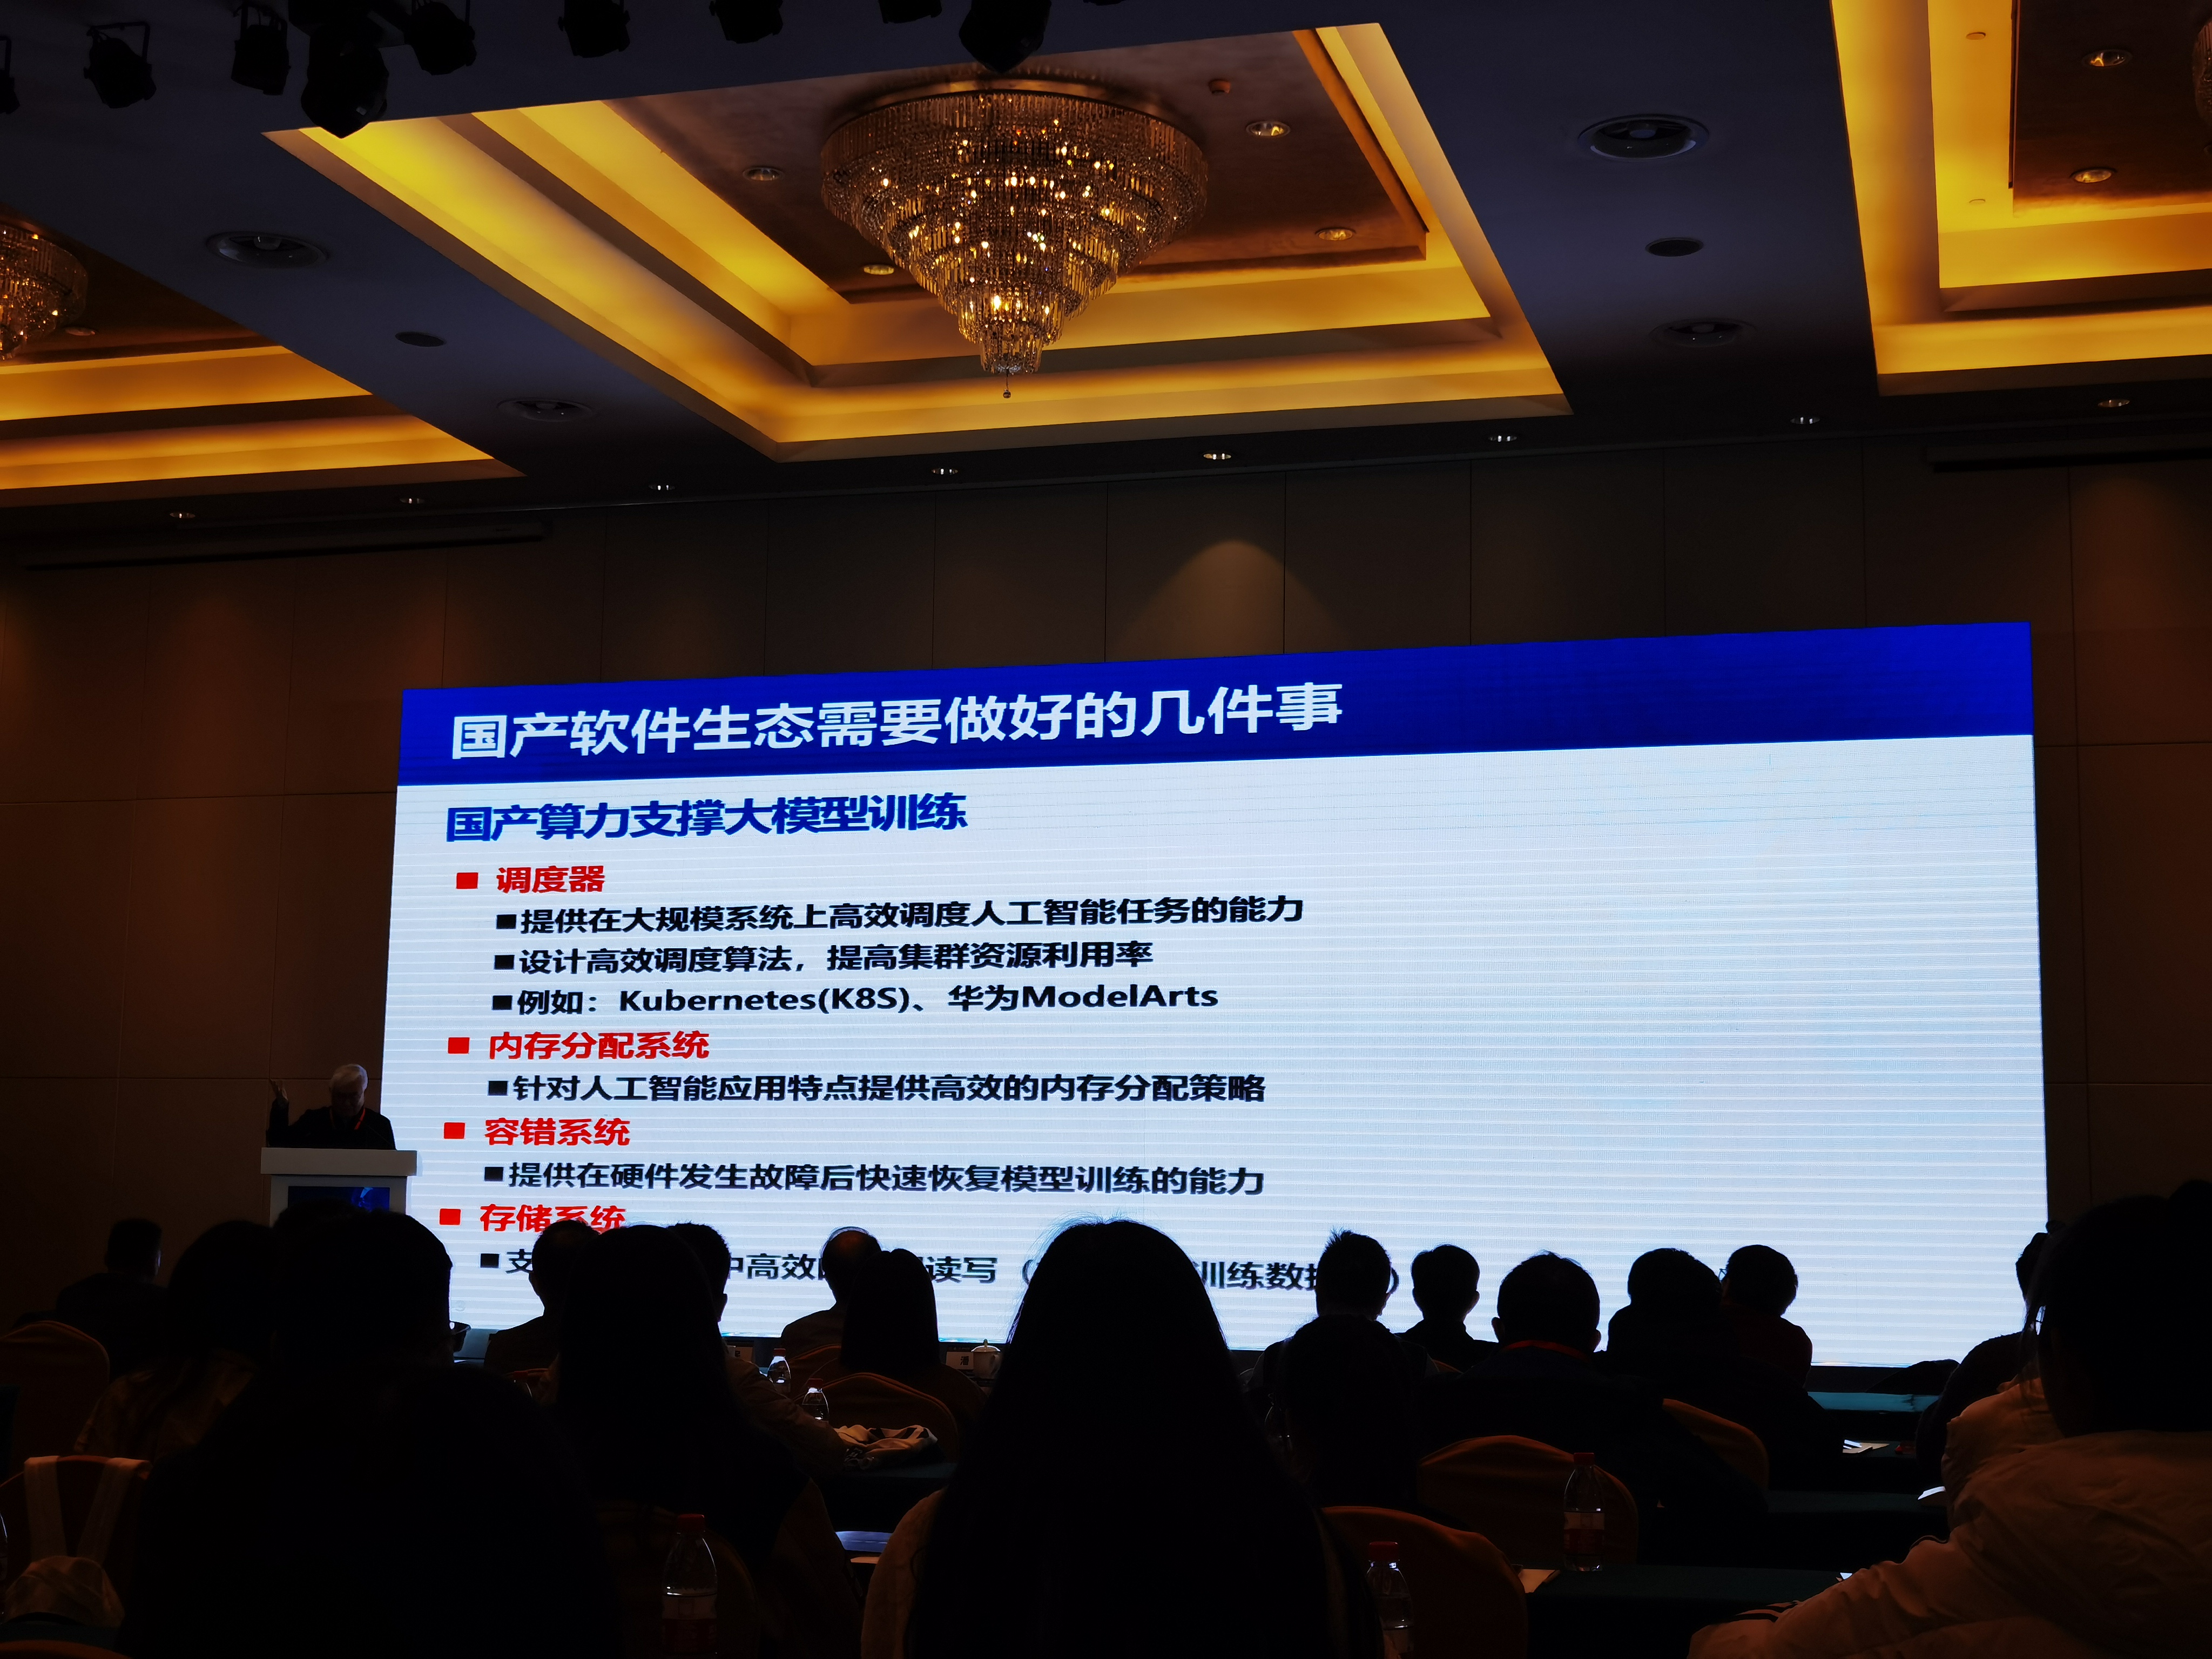 国产软件生态需要做好的几件事
国产算力支撑大模型训练
■ 调度器
■提供在大规模系统上高效调度人工智能任务的能力
■设计高效调度算法，提高集群资源利用率
■例如：Kubernetes(K8S)、华为ModelArts
■ 内存分配系统
■针对人工智能应用特点提供高效的内存分配策略
■ 容错系统
■提供在硬件发生故障后快速恢复模型训练的能力
■ 存储系统
■支 中高效 读写（ 训练数据 ）